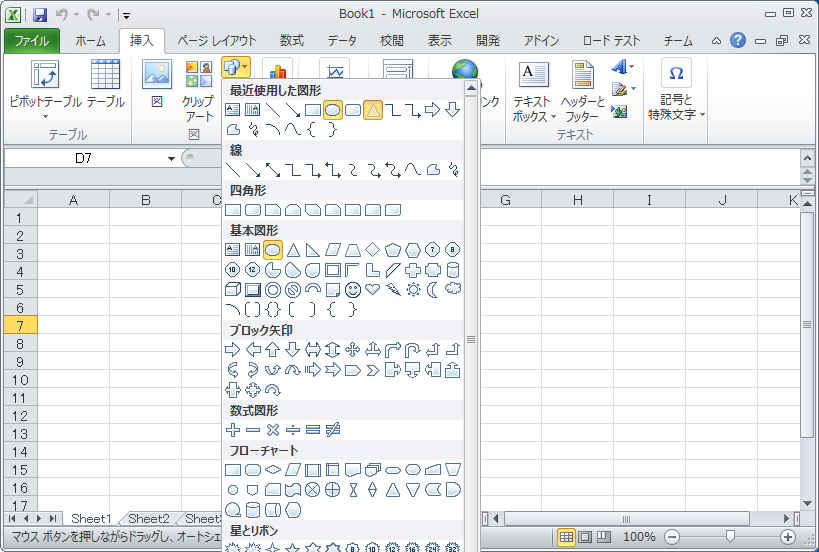 Book1 - Microsoft Excel
ファイル ホーム 挿入 ページ レイアウト 数式 データ 校閲 表示 開発 アドイン ロード テスト チーム
ピボットテーブル テーブル 図 クリップ アート
テーブル 図
テキスト ボックス ヘッダーと フッター
テキスト
記号と 特殊文字
D7
A B C G H I J K
1
2
3
4
5
6
7
8
9
10
11
12
13
14
15
16
17
最近使用した図形
線
四角形
基本図形
ブロック矢印
数式図形
フローチャート
星とリボン
Sheet1 Sheet2 Sheet3
マウス ボタンを押しながらドラッグし、オートシェ
100%